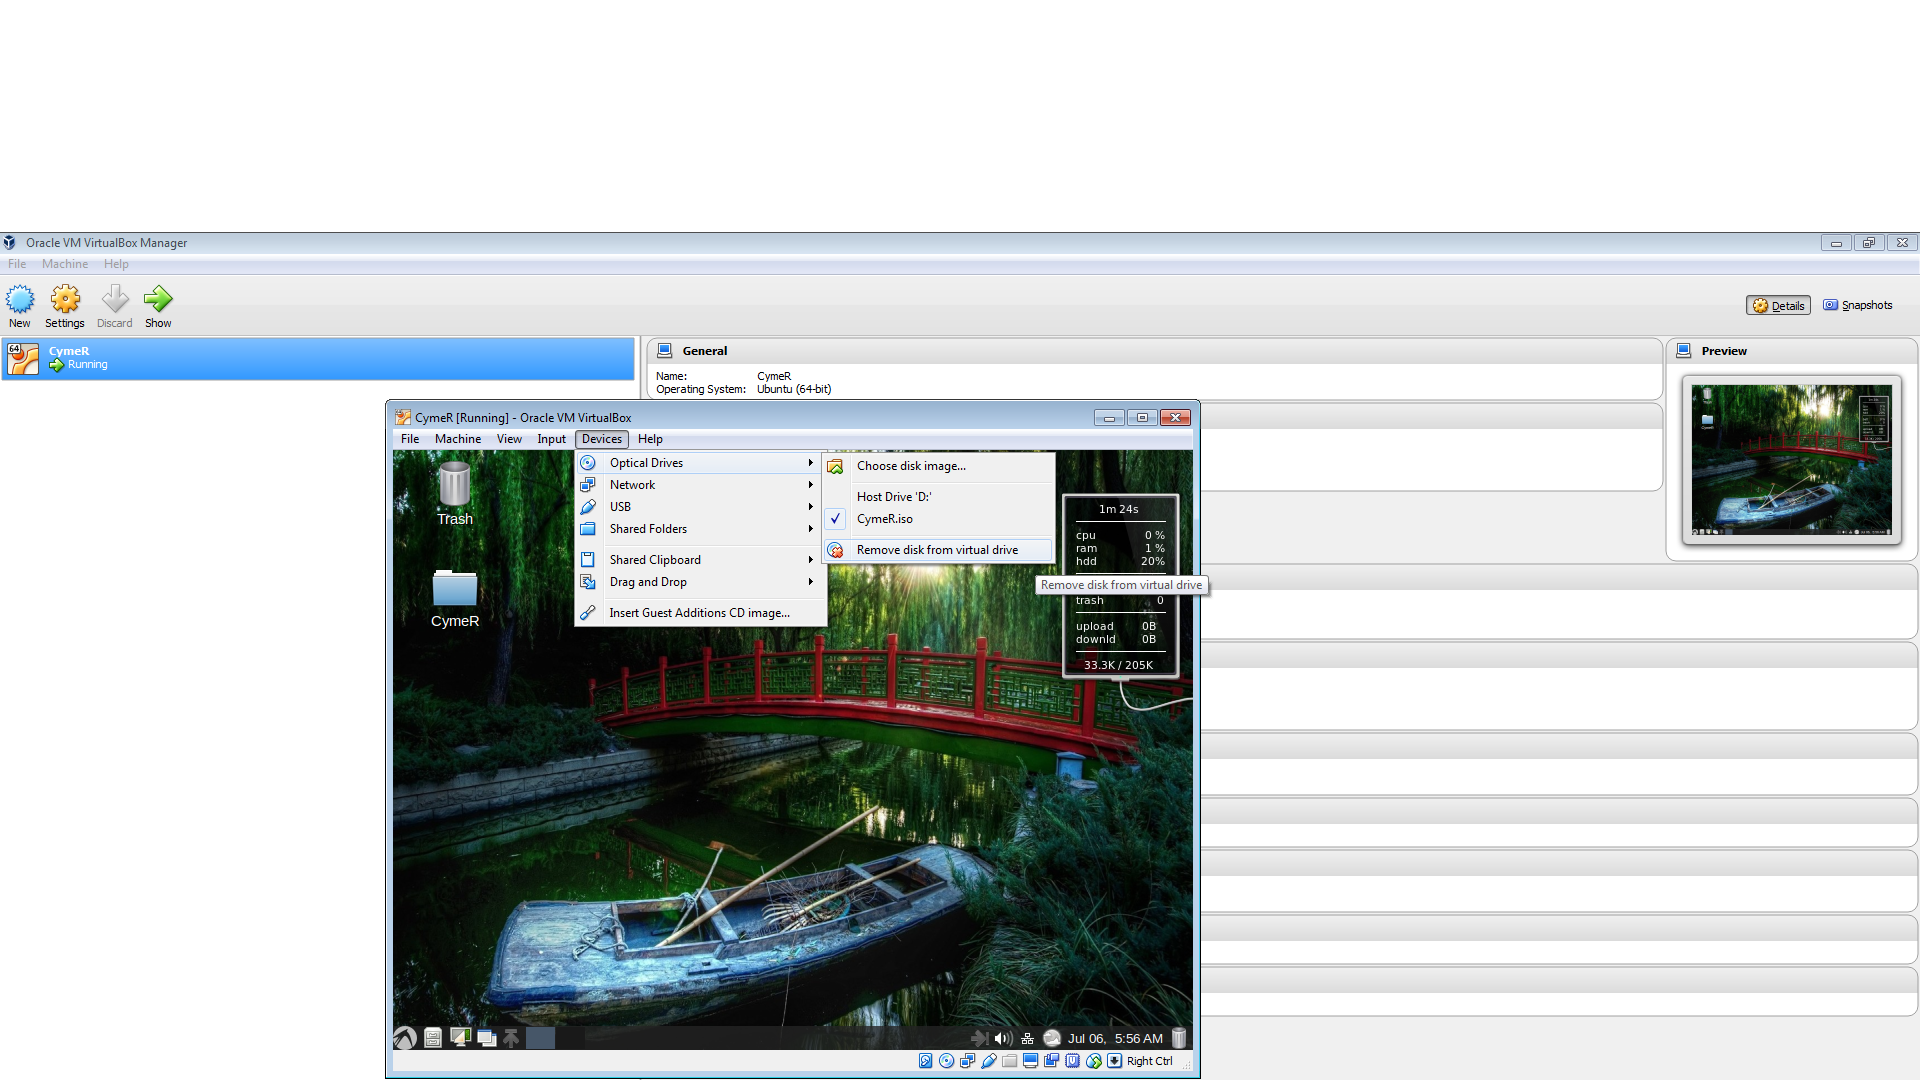 Oracle VM VirtualBox Manager
File Machine Help
New Settings Discard Show
Details Snapshots
64
CymeR
Running
General
Name: CymeR
Operating System: Ubuntu (64-bit)
Preview
CymeR [Running] - Oracle VM VirtualBox
File Machine View Input Devices Help
Optical Drives
Network
USB
Shared Folders
Shared Clipboard
Drag and Drop
Insert Guest Additions CD image...
Choose disk image...
Host Drive 'D:'
CymeR.iso
Remove disk from virtual drive
Remove disk from virtual drive
Trash
CymeR
1m 24s
cpu 0 %
ram 1 %
hdd 20%
trash 0
upload 0B
downld 0B
33.3K / 205K
Jul 06, 5:56 AM
Right Ctrl